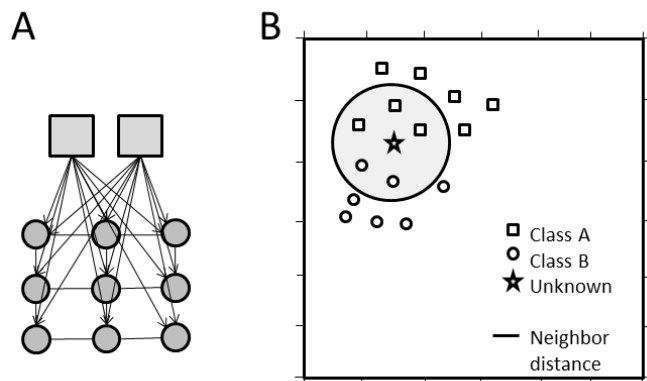 A
B
Class A
Class B
Unknown
Neighbor
distance